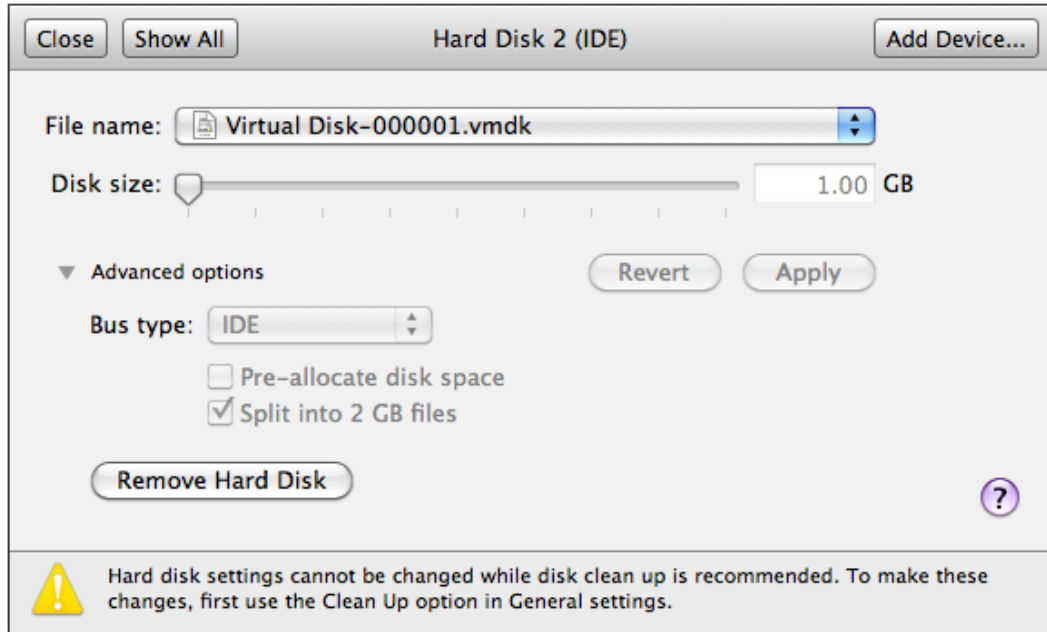 Close Show All Hard Disk 2 (IDE) Add Device...
File name: Virtual Disk-000001.vmdk
Disk size: 1.00 GB
Advanced options Revert Apply
Bus type: IDE
Pre-allocate disk space
Split into 2 GB files
Remove Hard Disk
?
Hard disk settings cannot be changed while disk clean up is recommended. To make these
changes, first use the Clean Up option in General settings.